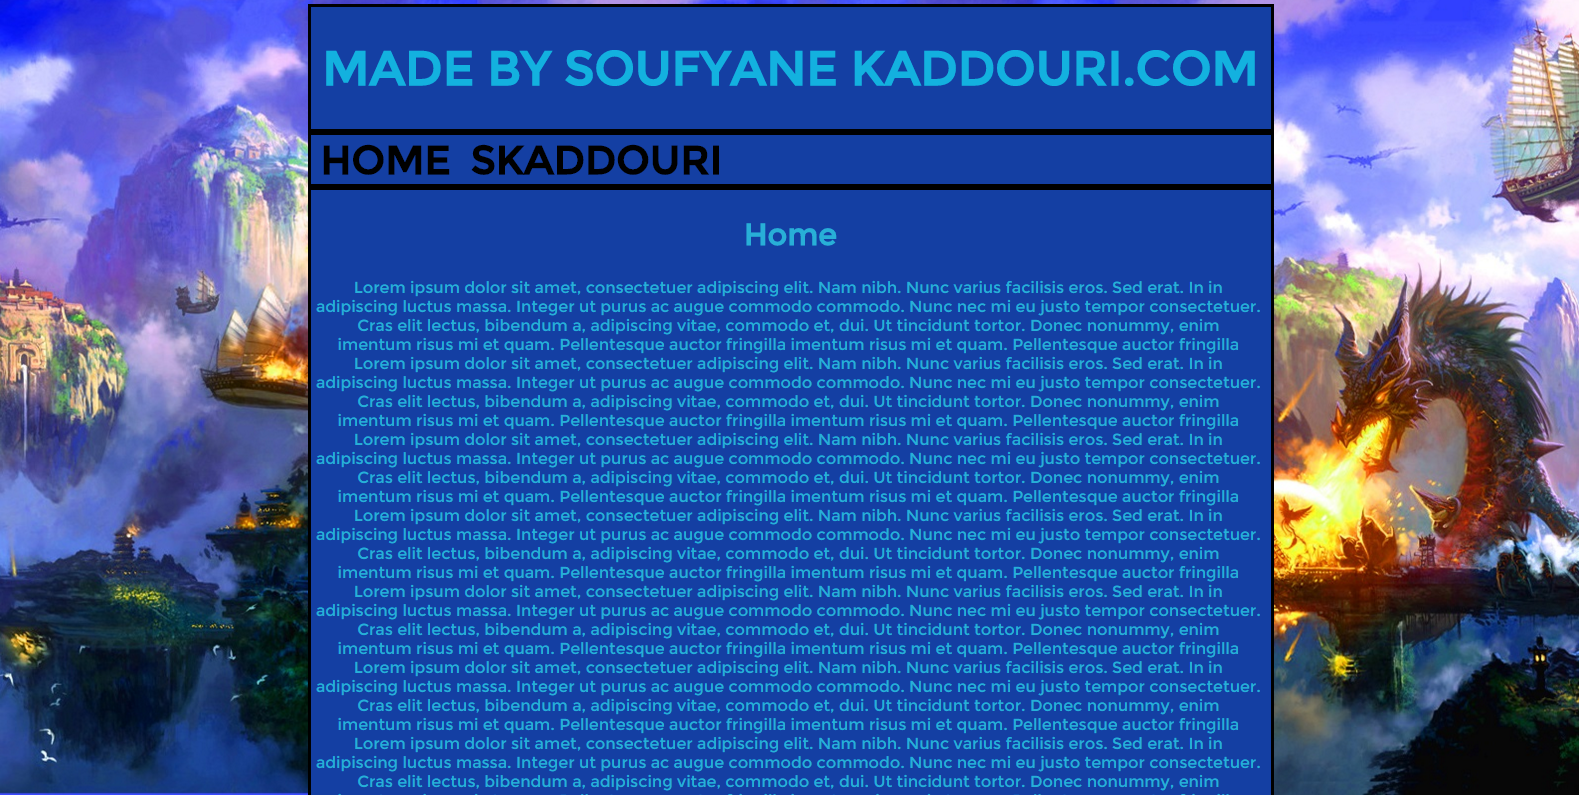 MADE BY SOUFYANE KADDOURI.COM
HOME SKADDOURI
Home
Lorem ipsum dolor sit amet, consectetuer adipiscing elit. Nam nibh. Nunc varius facilisis eros. Sed erat. In in
adipiscing luctus massa. Integer ut purus ac augue commodo commodo. Nunc nec mi eu justo tempor consectetuer.
Cras elit lectus, bibendum a, adipiscing vitae, commodo et, dui. Ut tincidunt tortor. Donec nonummy, enim
imentum risus mi et quam. Pellentesque auctor fringilla imentum risus mi et quam. Pellentesque auctor fringilla
Lorem ipsum dolor sit amet, consectetuer adipiscing elit. Nam nibh. Nunc varius facilisis eros. Sed erat. In in
adipiscing luctus massa. Integer ut purus ac augue commodo commodo. Nunc nec mi eu justo tempor consectetuer.
Cras elit lectus, bibendum a, adipiscing vitae, commodo et, dui. Ut tincidunt tortor. Donec nonummy, enim
imentum risus mi et quam. Pellentesque auctor fringilla imentum risus mi et quam. Pellentesque auctor fringilla
Lorem ipsum dolor sit amet, consectetuer adipiscing elit. Nam nibh. Nunc varius facilisis eros. Sed erat. In in
adipiscing luctus massa. Integer ut purus ac augue commodo commodo. Nunc nec mi eu justo tempor consectetuer.
Cras elit lectus, bibendum a, adipiscing vitae, commodo et, dui. Ut tincidunt tortor. Donec nonummy, enim
imentum risus mi et quam. Pellentesque auctor fringilla imentum risus mi et quam. Pellentesque auctor fringilla
Lorem ipsum dolor sit amet, consectetuer adipiscing elit. Nam nibh. Nunc varius facilisis eros. Sed erat. In in
adipiscing luctus massa. Integer ut purus ac augue commodo commodo. Nunc nec mi eu justo tempor consectetuer.
Cras elit lectus, bibendum a, adipiscing vitae, commodo et, dui. Ut tincidunt tortor. Donec nonummy, enim
imentum risus mi et quam. Pellentesque auctor fringilla imentum risus mi et quam. Pellentesque auctor fringilla
Lorem ipsum dolor sit amet, consectetuer adipiscing elit. Nam nibh. Nunc varius facilisis eros. Sed erat. In in
adipiscing luctus massa. Integer ut purus ac augue commodo commodo. Nunc nec mi eu justo tempor consectetuer.
Cras elit lectus, bibendum a, adipiscing vitae, commodo et, dui. Ut tincidunt tortor. Donec nonummy, enim
imentum risus mi et quam. Pellentesque auctor fringilla imentum risus mi et quam. Pellentesque auctor fringilla
Lorem ipsum dolor sit amet, consectetuer adipiscing elit. Nam nibh. Nunc varius facilisis eros. Sed erat. In in
adipiscing luctus massa. Integer ut purus ac augue commodo commodo. Nunc nec mi eu justo tempor consectetuer.
Cras elit lectus, bibendum a, adipiscing vitae, commodo et, dui. Ut tincidunt tortor. Donec nonummy, enim
imentum risus mi et quam. Pellentesque auctor fringilla imentum risus mi et quam. Pellentesque auctor fringilla
Lorem ipsum dolor sit amet, consectetuer adipiscing elit. Nam nibh. Nunc varius facilisis eros. Sed erat. In in
adipiscing luctus massa. Integer ut purus ac augue commodo commodo. Nunc nec mi eu justo tempor consectetuer.
Cras elit lectus, bibendum a, adipiscing vitae, commodo et, dui. Ut tincidunt tortor. Donec nonummy, enim